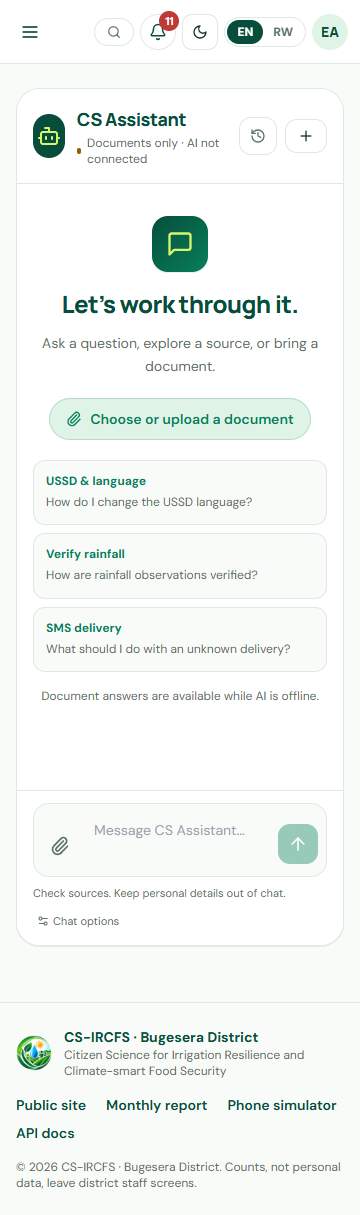 11
EN RW EA
CS Assistant
Documents only · AI not
connected
Let's work through it.
Ask a question, explore a source, or bring a
document.
Choose or upload a document
USSD & language
How do I change the USSD language?
Verify rainfall
How are rainfall observations verified?
SMS delivery
What should I do with an unknown delivery?
Document answers are available while AI is offline.
Message CS Assistant...
Check sources. Keep personal details out of chat.
Chat options
CS-IRCFS · Bugesera District
Citizen Science for Irrigation Resilience and
Climate-smart Food Security
Public site Monthly report Phone simulator
API docs
© 2026 CS-IRCFS · Bugesera District. Counts, not personal
data, leave district staff screens.